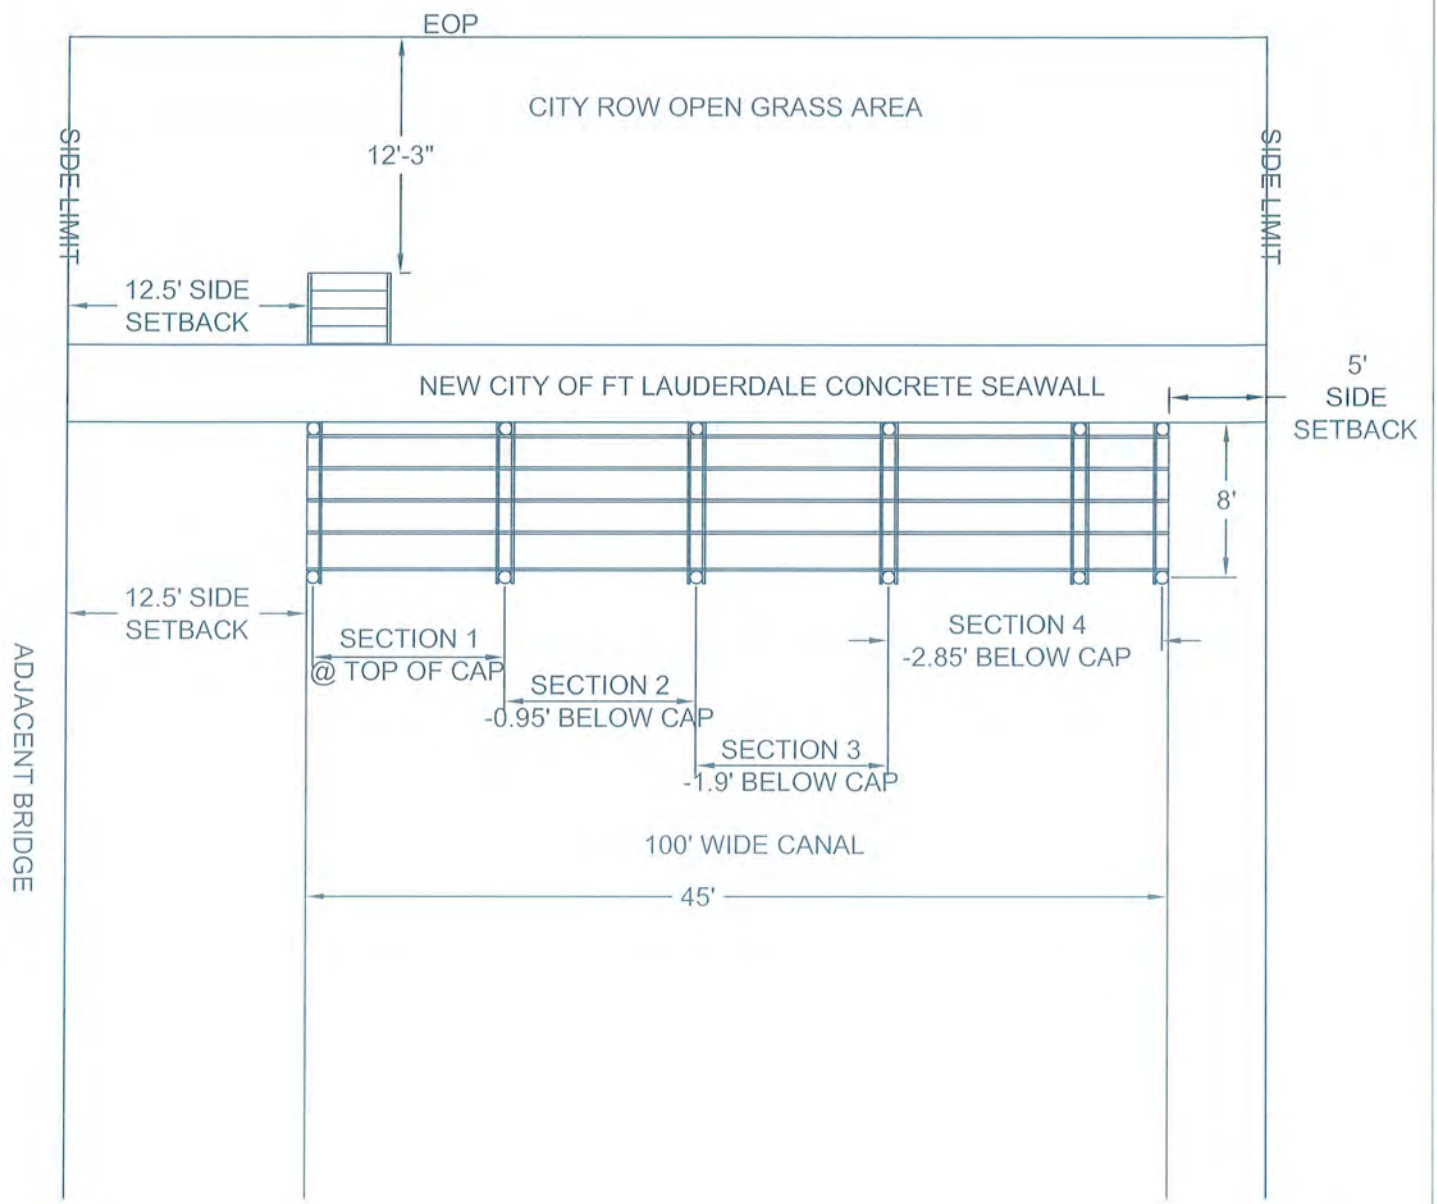 EOP
CITY ROW OPEN GRASS AREA
12'-3"
SIDE LIMIT
SIDE LIMIT
12.5' SIDE
SETBACK
NEW CITY OF FT LAUDERDALE CONCRETE SEAWALL
5'
SIDE
SETBACK
8'
12.5' SIDE
SETBACK
SECTION 1
@ TOP OF CAP
SECTION 2
-0.95' BELOW CAP
SECTION 3
-1.9' BELOW CAP
SECTION 4
-2.85' BELOW CAP
ADJACENT BRIDGE
100' WIDE CANAL
45'